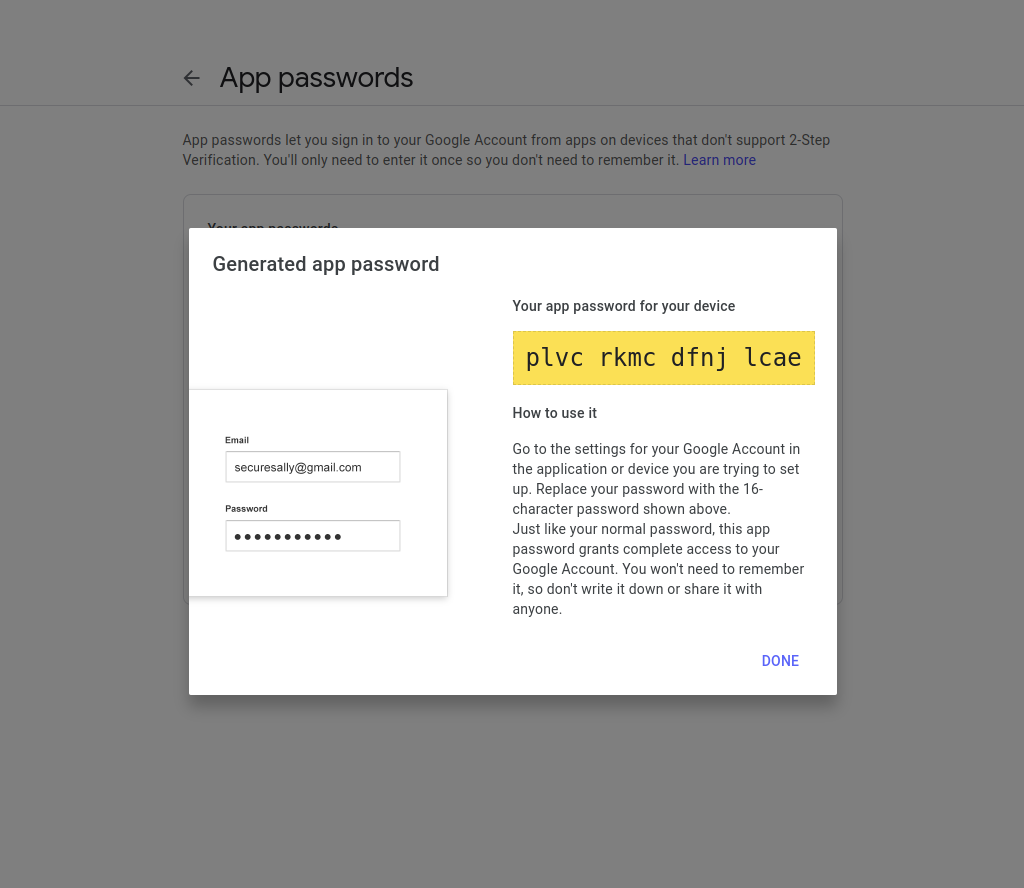 App passwords
App passwords let you sign in to your Google Account from apps on devices that don't support 2-Step
Verification. You'll only need to enter it once so you don't need to remember it. Learn more
Your app passwords
Generated app password
Email
securesally@gmail.com
Password
●●●●●●●●●●●
Your app password for your device
plvc rkmc dfnj lcae
How to use it
Go to the settings for your Google Account in
the application or device you are trying to set
up. Replace your password with the 16-
character password shown above.
Just like your normal password, this app
password grants complete access to your
Google Account. You won't need to remember
it, so don't write it down or share it with
anyone.
DONE